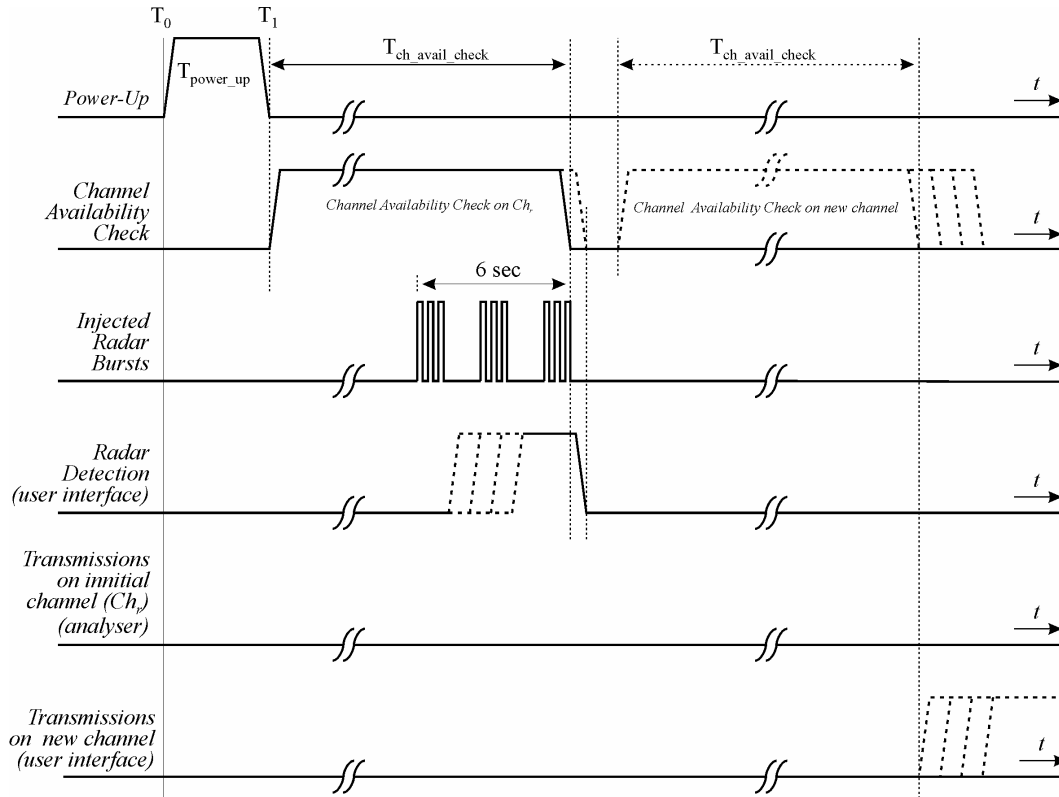 T0 T1
Tch_avail_check
Tch_avail_check
Tpower_up
Power-Up
t
Channel
Availability
Check
Channel Availability Check on Chr
Channel Availability Check on new channel
t
6 sec
Injected
Radar
Bursts
t
Radar
Detection
(user interface)
t
Transmissions
on innitial
channel (Chr)
(analyser)
t
Transmissions
on new channel
(user interface)
t